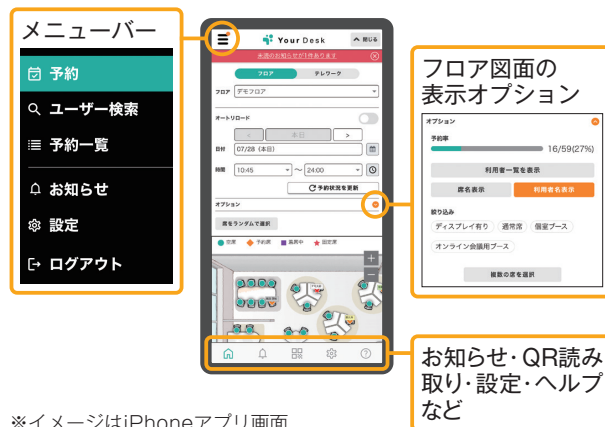 メニューバー
予約
ユーザー検索
予約一覧
お知らせ
設定
ログアウト
Your Desk
閉じる
未読のお知らせが1件あります
フロア
テレワーク
フロア デモフロア
オートリロード
< 本日 >
日付 07/28 (本日)
時間 10:45 ～ 24:00
予約状況を更新
オプション
席をランダムで選択
空席 予約席 集席中 固定席
フロア図面の
表示オプション
オプション
予約率
16/59(27%)
利用者一覧を表示
席名表示 利用者名表示
絞り込み
ディスプレイ有り 通常席 個室ブース
オンライン会議用ブース
複数の席を選択
お知らせ・QR読み
取り・設定・ヘルプ
など
※イメージはiPhoneアプリ画面